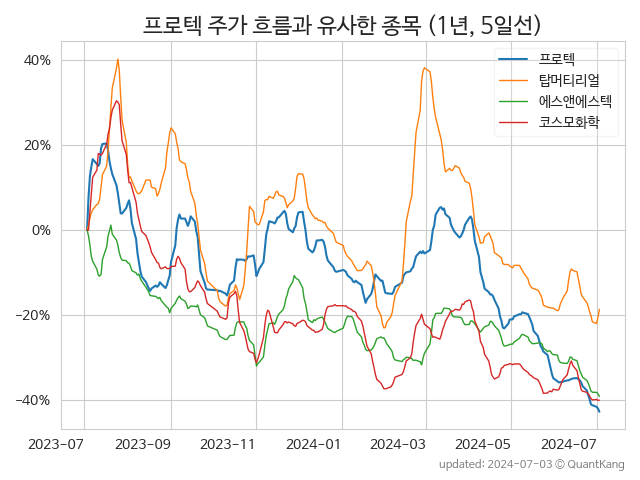 프로텍 주가 흐름과 유사한 종목 (1년, 5일선)
프로텍
탑머티리얼
에스앤에스텍
코스모화학
40%
20%
0%
−20%
−40%
2023-07 2023-09 2023-11 2024-01 2024-03 2024-05 2024-07
updated: 2024-07-03 © QuantKang